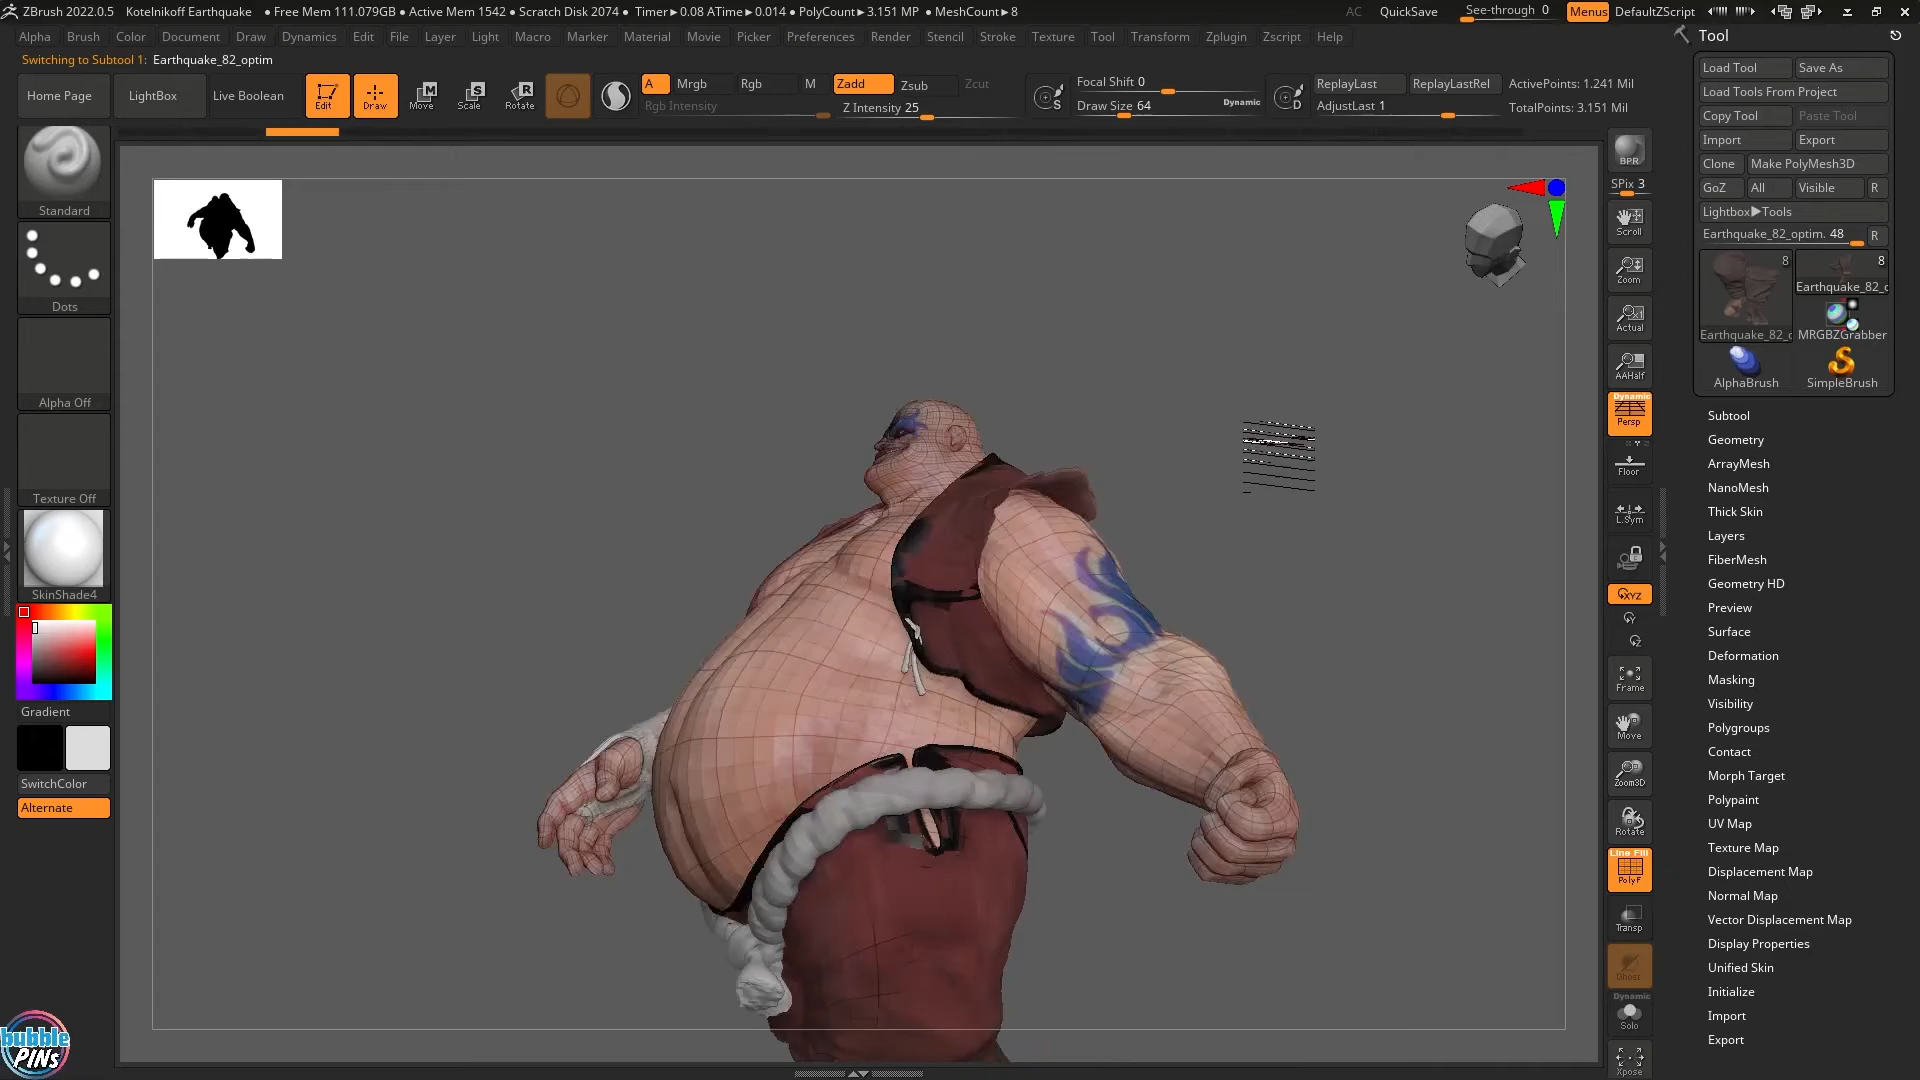 ZBrush 2022.0.5 Kotelnikoff Earthquake ● Free Mem 111.079GB ● Active Mem 1542 ● Scratch Disk 2074 ● Timer▶0.08 ATime▶0.014 ● PolyCount▶3.151 MP ● MeshCount▶8 AC QuickSave See-through 0 Menus DefaultZScript
Alpha Brush Color Document Draw Dynamics Edit File Layer Light Macro Marker Material Movie Picker Preferences Render Stencil Stroke Texture Tool Transform Zplugin Zscript Help
Switching to Subtool 1: Earthquake_82_optim
Home Page LightBox Live Boolean Edit Draw Move Scale Rotate
M S R
A Mrgb Rgb M Zadd Zsub Zcut
Rgb Intensity Z Intensity 25
S Focal Shift 0
Draw Size 64 Dynamic
D ReplayLast ReplayLastRel
AdjustLast 1
ActivePoints: 1.241 Mil
TotalPoints: 3.151 Mil
Standard
Dots
Alpha Off
Texture Off
SkinShade4
Gradient
SwitchColor
Alternate
bubble
PINs
BPR
SPix 3
Scroll
Zoom
Actual
AAHalf
Dynamic
Persp
Floor
L.Sym
XYZ
Frame
Move
Zoom3D
Rotate
Line Fill
PolyF
Transp
Ghost
Dynamic
Solo
Xpose
Tool
Load Tool Save As
Load Tools From Project
Copy Tool Paste Tool
Import Export
Clone Make PolyMesh3D
GoZ All Visible R
Lightbox▶Tools
Earthquake_82_optim. 48 R
8 8
Earthquake_82_c
Earthquake_82_c MRGBZGrabber
AlphaBrush SimpleBrush
Subtool
Geometry
ArrayMesh
NanoMesh
Thick Skin
Layers
FiberMesh
Geometry HD
Preview
Surface
Deformation
Masking
Visibility
Polygroups
Contact
Morph Target
Polypaint
UV Map
Texture Map
Displacement Map
Normal Map
Vector Displacement Map
Display Properties
Unified Skin
Initialize
Import
Export